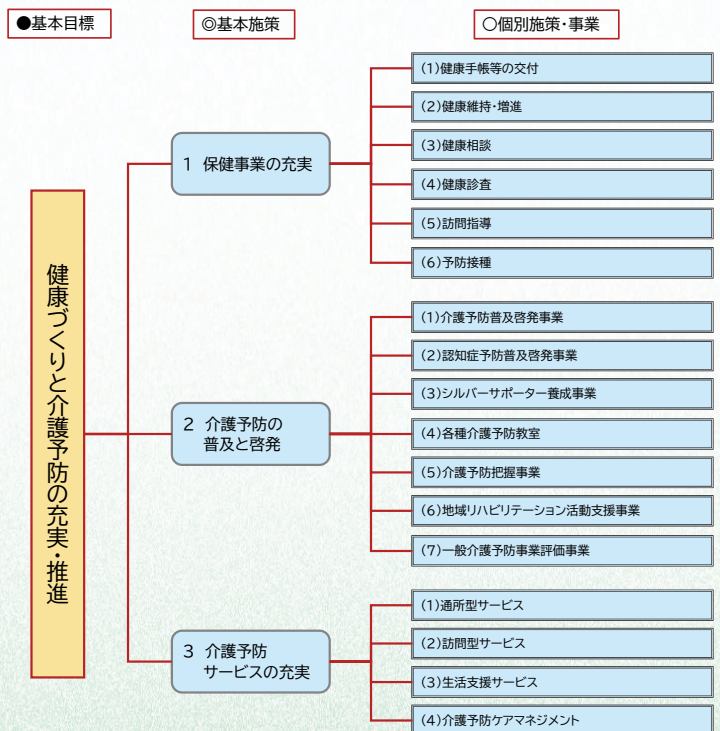 ●基本目標
◎基本施策
○個別施策・事業
健康づくりと介護予防の充実・推進
1 保健事業の充実
(1)健康手帳等の交付
(2)健康維持・増進
(3)健康相談
(4)健康診査
(5)訪問指導
(6)予防接種
2 介護予防の
普及と啓発
(1)介護予防普及啓発事業
(2)認知症予防普及啓発事業
(3)シルバーサポーター養成事業
(4)各種介護予防教室
(5)介護予防把握事業
(6)地域リハビリテーション活動支援事業
(7)一般介護予防事業評価事業
3 介護予防
サービスの充実
(1)通所型サービス
(2)訪問型サービス
(3)生活支援サービス
(4)介護予防ケアマネジメント